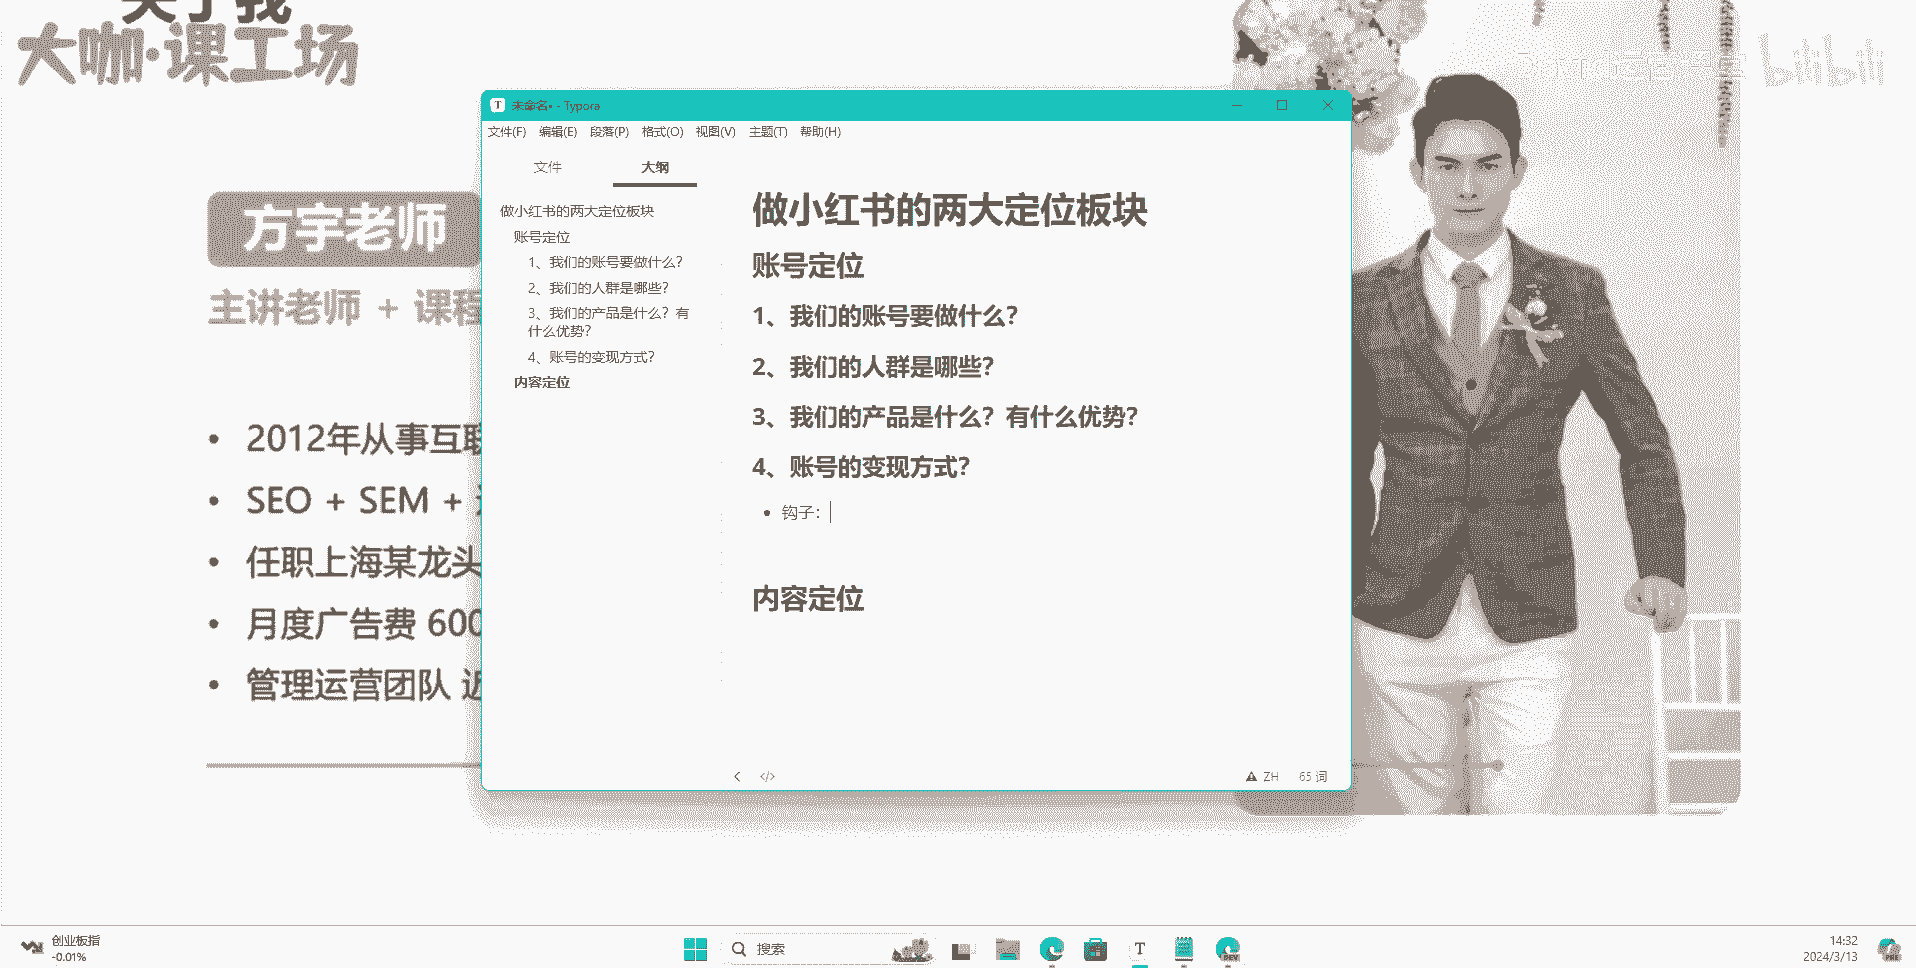 关于我
大咖·课工场
bilibili
方宇老师
主讲老师 + 课程
2012年从事互联
SEO + SEM +
任职上海某龙头
月度广告费 600
管理运营团队 近
未命名• - Typora
文件(F) 编辑(E) 段落(P) 格式(O) 视图(V) 主题(T) 帮助(H)
文件 大纲
做小红书的两大定位板块
账号定位
1、我们的账号要做什么？
2、我们的人群是哪些？
3、我们的产品是什么？有
什么优势？
4、账号的变现方式？
内容定位
做小红书的两大定位板块
账号定位
1、我们的账号要做什么？
2、我们的人群是哪些？
3、我们的产品是什么？有什么优势？
4、账号的变现方式？
钩子：
内容定位
ZH 65 词
创业板指
-0.01%
搜索
14:32
2024/3/13